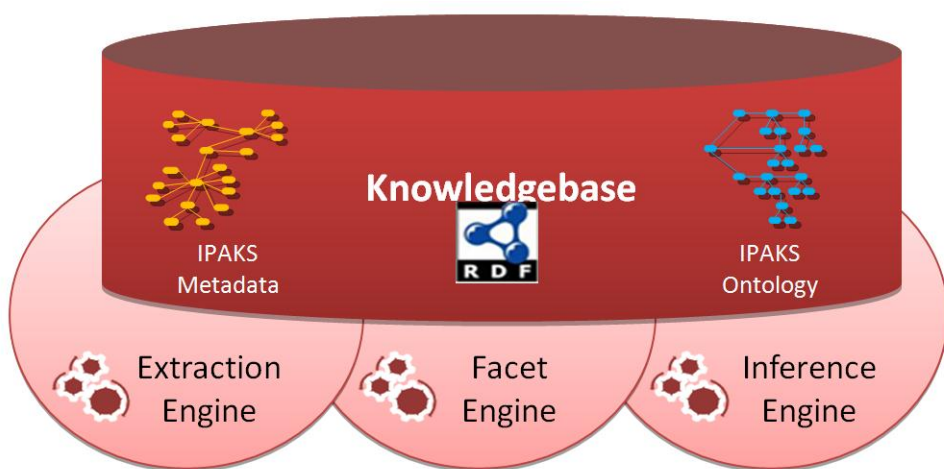 Knowledgebase
RDF
IPAKS
Metadata
IPAKS
Ontology
Extraction
Engine
Facet
Engine
Inference
Engine